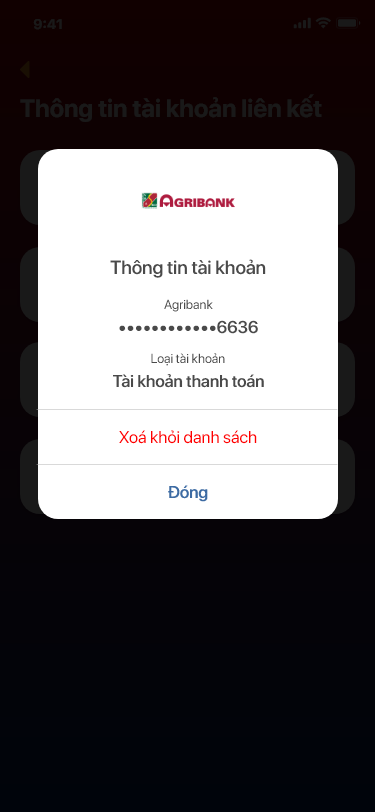 9:41
Thông tin tài khoản liên kết
AGRIBANK
Thông tin tài khoản
Agribank
••••••••••••6636
Loại tài khoản
Tài khoản thanh toán
Xoá khỏi danh sách
Đóng